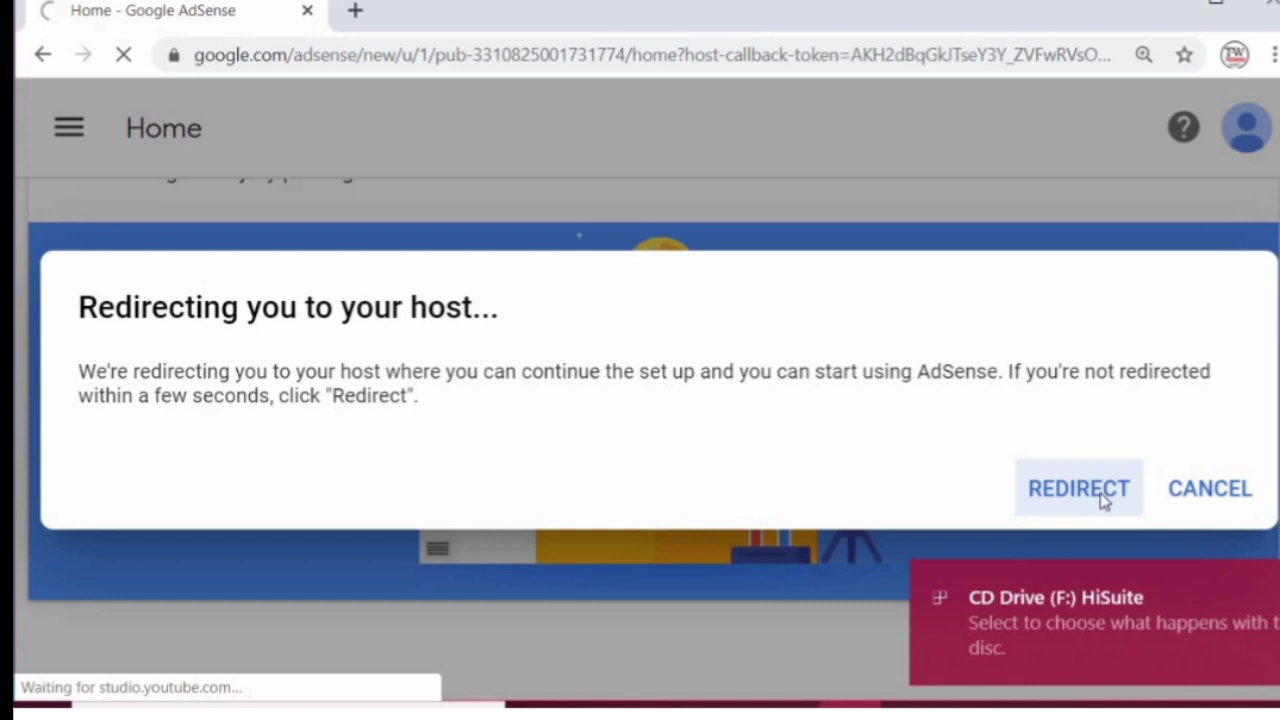 Home - Google AdSense
google.com/adsense/new/u/1/pub-3310825001731774/home?host-callback-token=AKH2dBqGkJTseY3Y_ZVFwRVsO...
TW
Home
Redirecting you to your host...
We're redirecting you to your host where you can continue the set up and you can start using AdSense. If you're not redirected
within a few seconds, click "Redirect".
REDIRECT CANCEL
CD Drive (F:) HiSuite
Select to choose what happens with t
disc.
Waiting for studio.youtube.com...